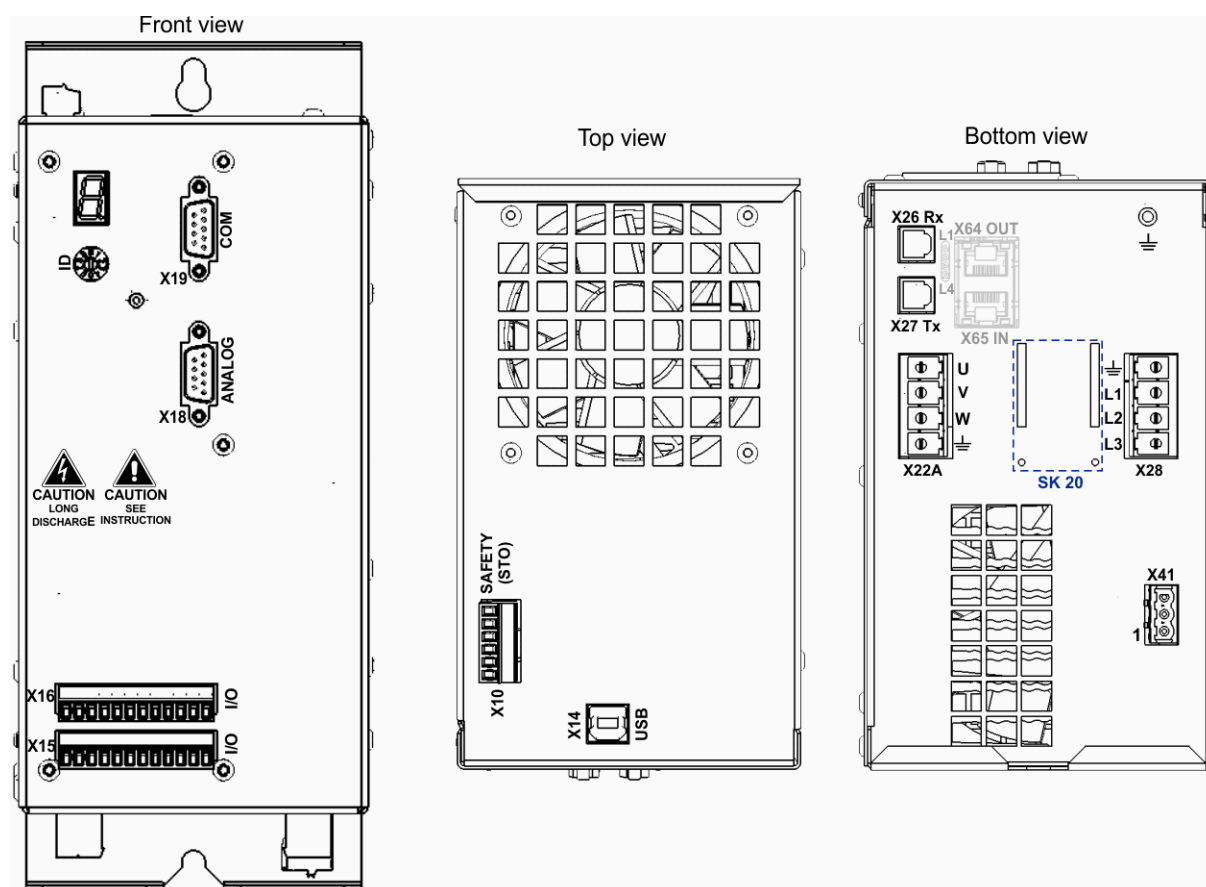 Front view
ID
COM
X19
ANALOG
X18
CAUTION
LONG
DISCHARGE
CAUTION
SEE
INSTRUCTION
X16
I/O
X15
I/O
Top view
SAFETY
(STO)
X10
X14
USB
Bottom view
X26 Rx
L1
X64 OUT
L4
X27 Tx
X65 IN
U
V
W
X22A
SK 20
L1
L2
L3
X28
X41
1